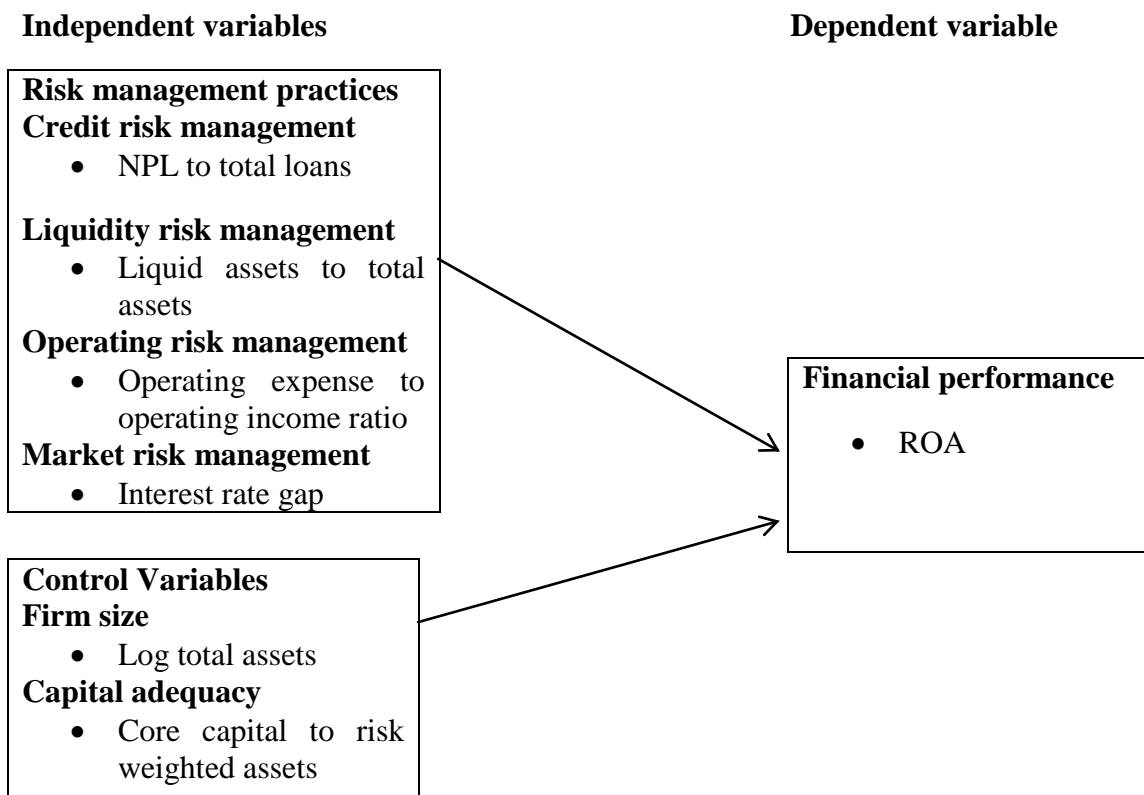 Independent variables
Dependent variable
Risk management practices
Credit risk management
• NPL to total loans
Liquidity risk management
• Liquid assets to total
assets
Operating risk management
• Operating expense to
operating income ratio
Market risk management
• Interest rate gap
Financial performance
• ROA
Control Variables
Firm size
• Log total assets
Capital adequacy
• Core capital to risk
weighted assets